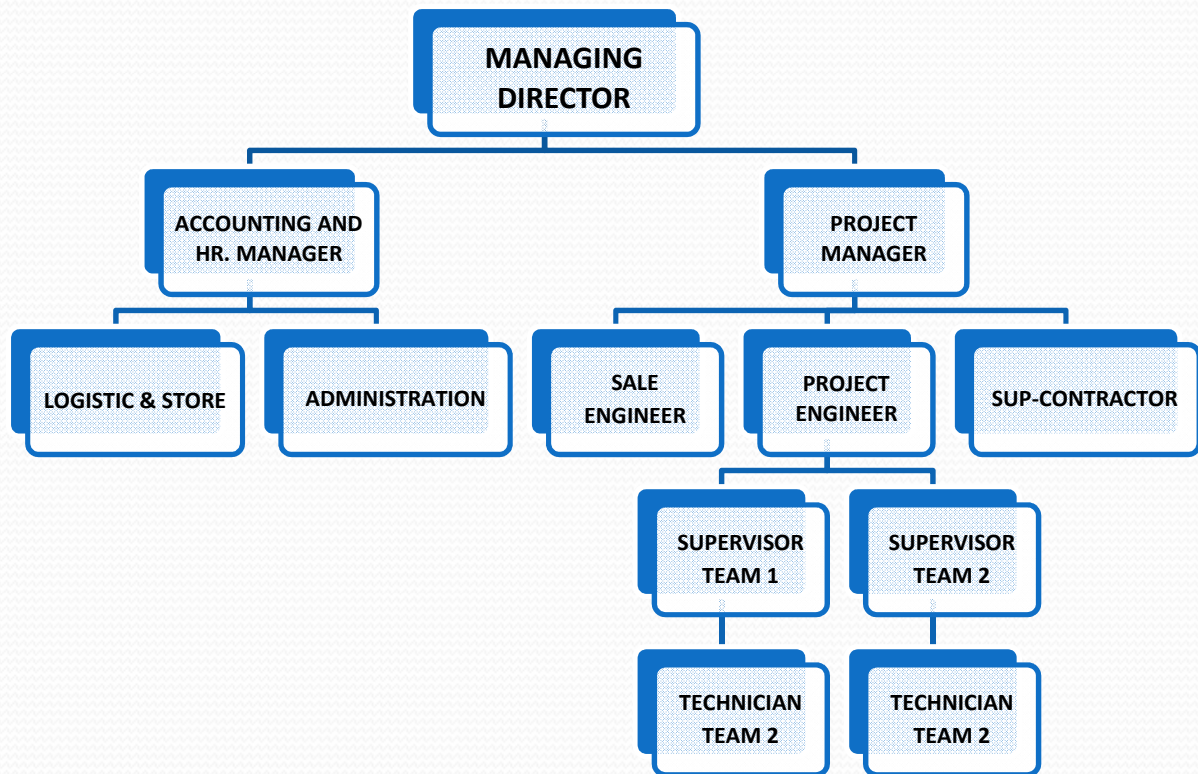 MANAGING
DIRECTOR
ACCOUNTING AND
HR. MANAGER
PROJECT
MANAGER
LOGISTIC & STORE
ADMINISTRATION
SALE
ENGINEER
PROJECT
ENGINEER
SUP-CONTRACTOR
SUPERVISOR
TEAM 1
SUPERVISOR
TEAM 2
TECHNICIAN
TEAM 2
TECHNICIAN
TEAM 2